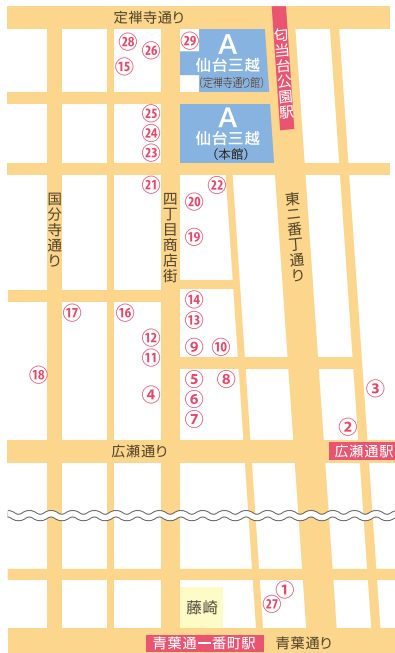 定禅寺通り
28
26
29
15
A
仙台三越
(定禅寺通り館)
匂当台公園駅
25
24
23
A
仙台三越
(本館)
21
22
20
19
国分寺通り
四丁目商店街
東二番丁通り
14
13
17
16
12
11
9
10
18
4
5
6
7
8
3
2
広瀬通り
広瀬通駅
1
27
藤崎
青葉通一番町駅
青葉通り